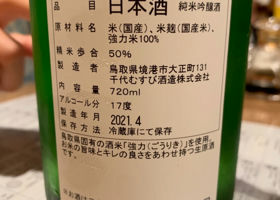 日本酒 純米吟醸酒
原材料名 米(国産)、米麹(国産米)、
強力米100%
精米歩合 50%
製造者 鳥取県境港市大正町131
千代むすび酒造株式会社
内容量 720ml
アルコール分 17度
製造年月 2021.4
保存方法 冷蔵庫にて保存
鳥取県固有の酒米「強力(ごうりき)」を使用。
お米の旨味とキレの良さをあわせ持つ生原酒
です。